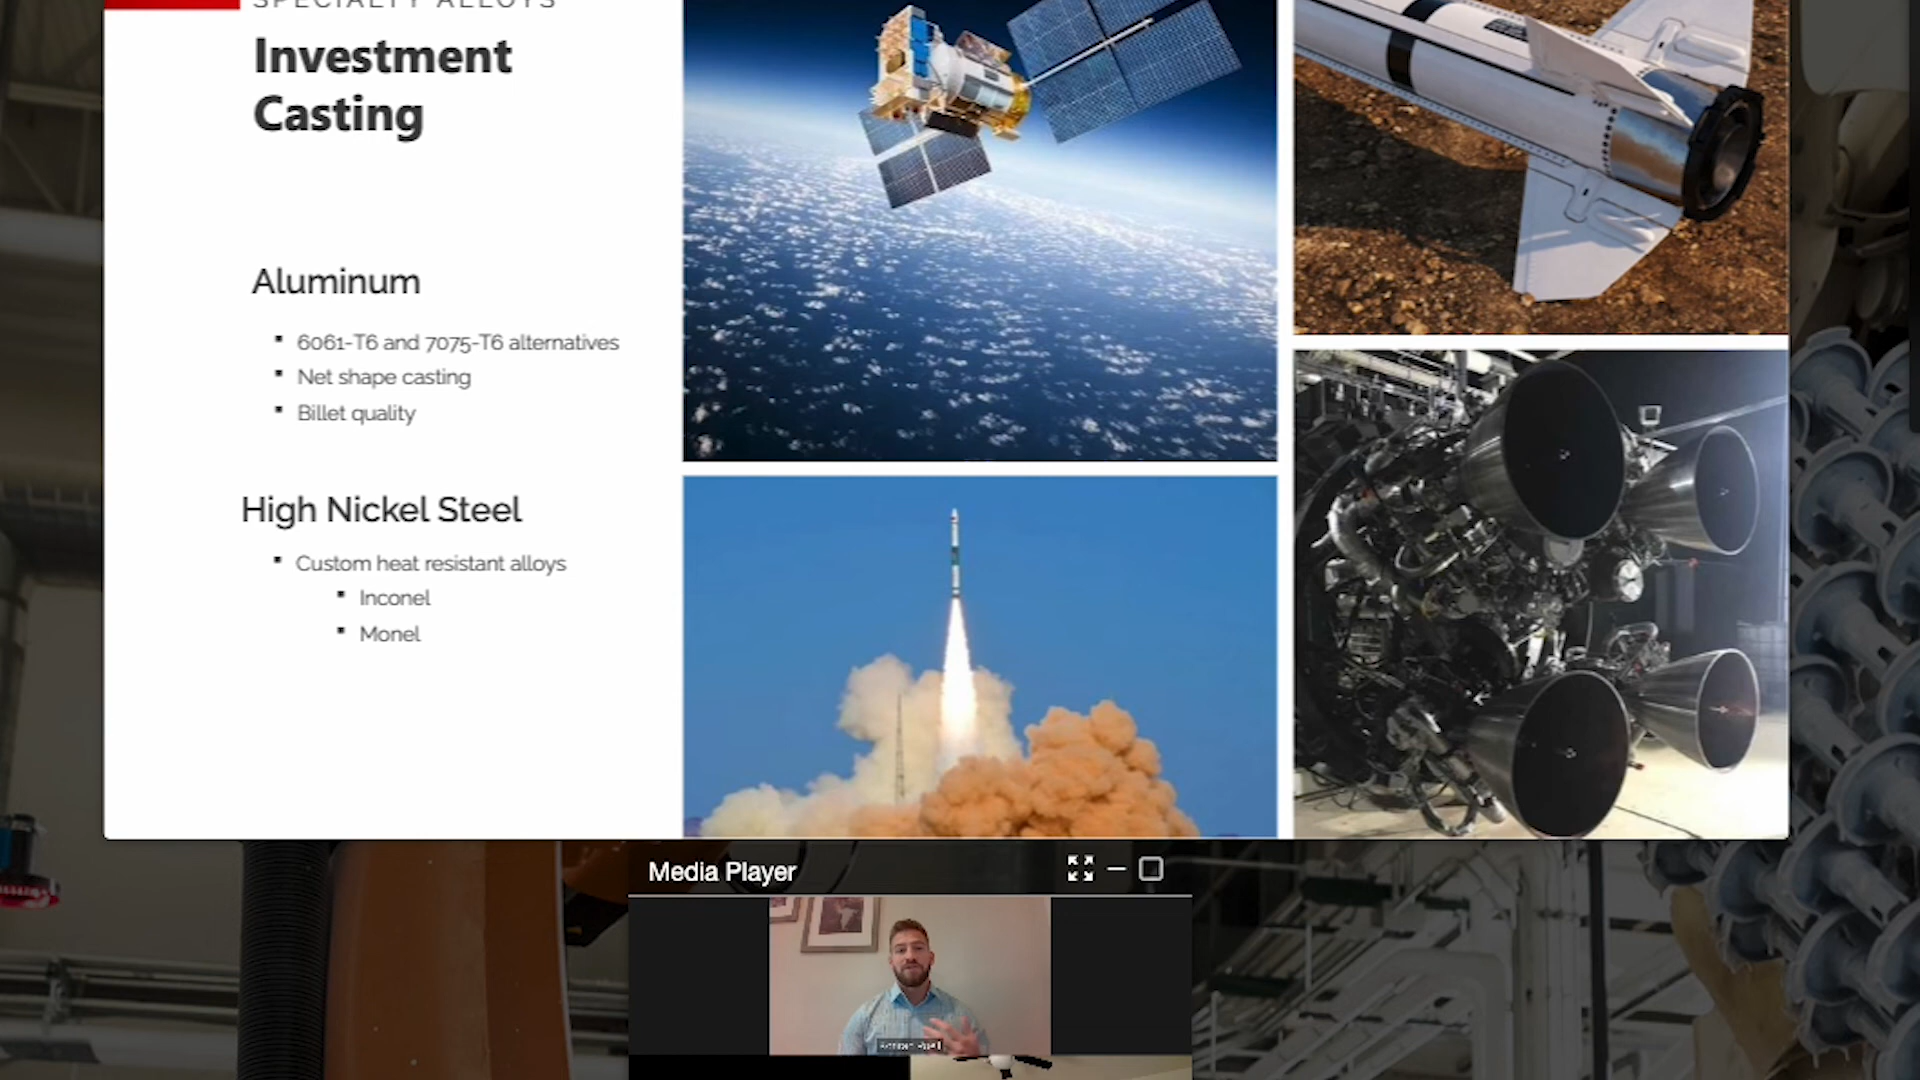 SPECIALTY ALLOYS
Investment
Casting
Aluminum
▪ 6061-T6 and 7075-T6 alternatives
▪ Net shape casting
▪ Billet quality
High Nickel Steel
▪ Custom heat resistant alloys
▪ Inconel
▪ Monel
Media Player